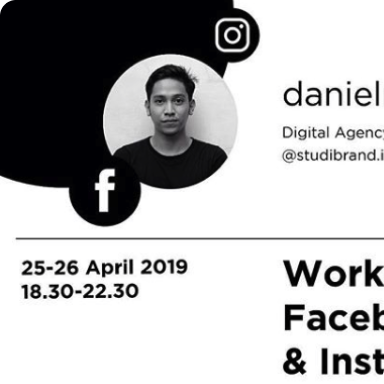 daniel
Digital Agency
@studibrand.i
25-26 April 2019
18.30-22.30
Work
Faceb
& Inst